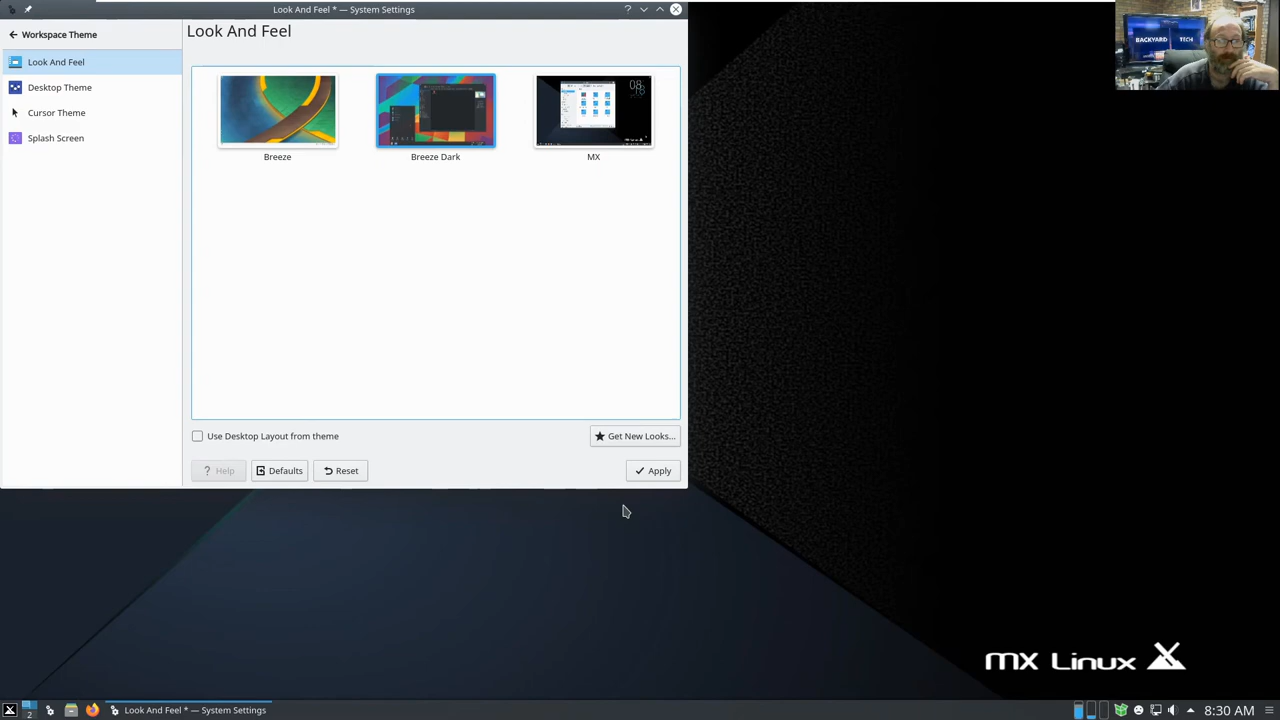 Look And Feel * — System Settings
Workspace Theme
Look And Feel
Look And Feel
Desktop Theme
Cursor Theme
Splash Screen
Breeze
Breeze Dark
MX
Use Desktop Layout from theme
Get New Looks...
Help
Defaults
Reset
Apply
BACKYARD TECH
MX Linux
2
Look And Feel * — System Settings
8:30 AM